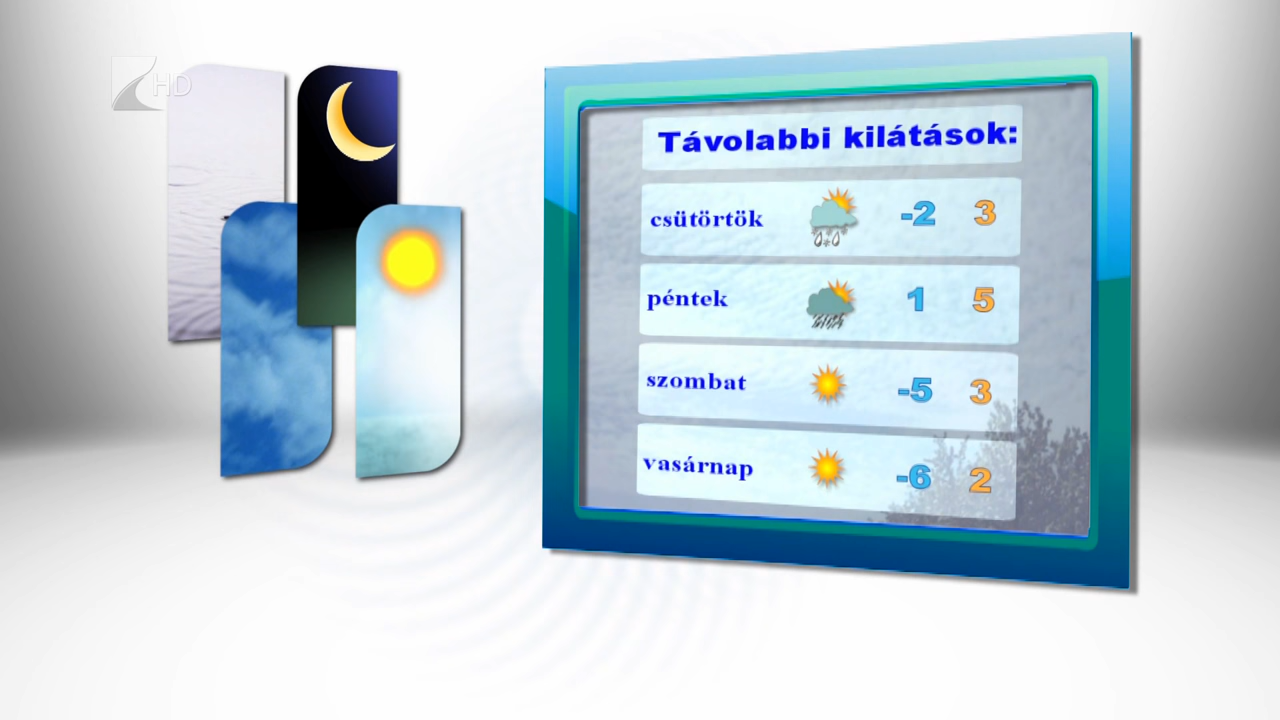 HD
Távolabbi kilátások:
csütörtök -2 3
péntek 1 5
szombat -5 3
vasárnap -6 2